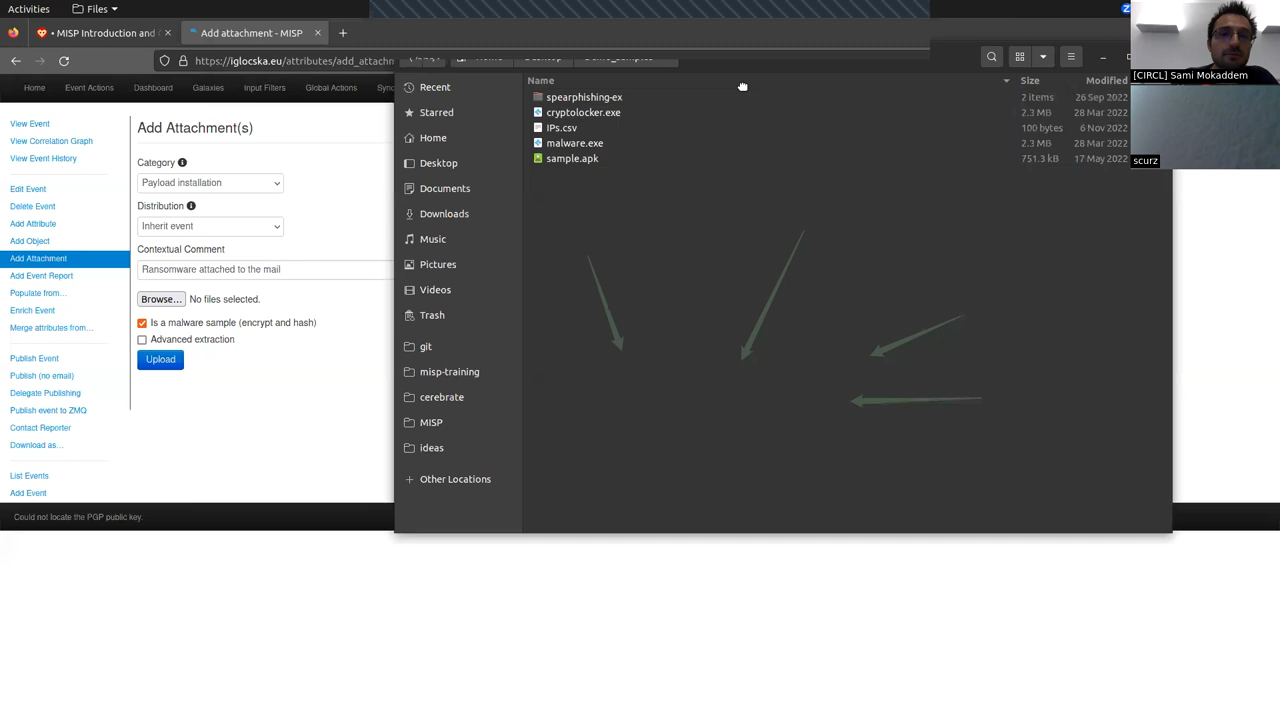 Activities
Files
MISP Introduction and
Add attachment - MISP
https://iglocska.eu/attributes/add_attachm
Home
Event Actions
Dashboard
Galaxies
Input Filters
Global Actions
View Event
View Correlation Graph
View Event History
Edit Event
Delete Event
Add Attribute
Add Object
Add Attachment
Add Event Report
Populate from...
Enrich Event
Merge attributes from...
Publish Event
Publish (no email)
Delegate Publishing
Publish event to ZMQ
Contact Reporter
Download as...
List Events
Add Event
Could not locate the PGP public key.
Add Attachment(s)
Category
Payload installation
Distribution
Inherit event
Contextual Comment
Ransomware attached to the mail
Browse... No files selected.
Is a malware sample (encrypt and hash)
Advanced extraction
Upload
Recent
Starred
Home
Desktop
Documents
Downloads
Music
Pictures
Videos
Trash
git
misp-training
cerebrate
MISP
ideas
Other Locations
Name Size Modified
spearphishing-ex 2 items 26 Sep 2022
cryptolocker.exe 2.3 MB 28 Mar 2022
IPs.csv 100 bytes 6 Nov 2022
malware.exe 2.3 MB 28 Mar 2022
sample.apk 751.3 kB 17 May 2022
[CIRCL] Sami Mokaddem
scurz